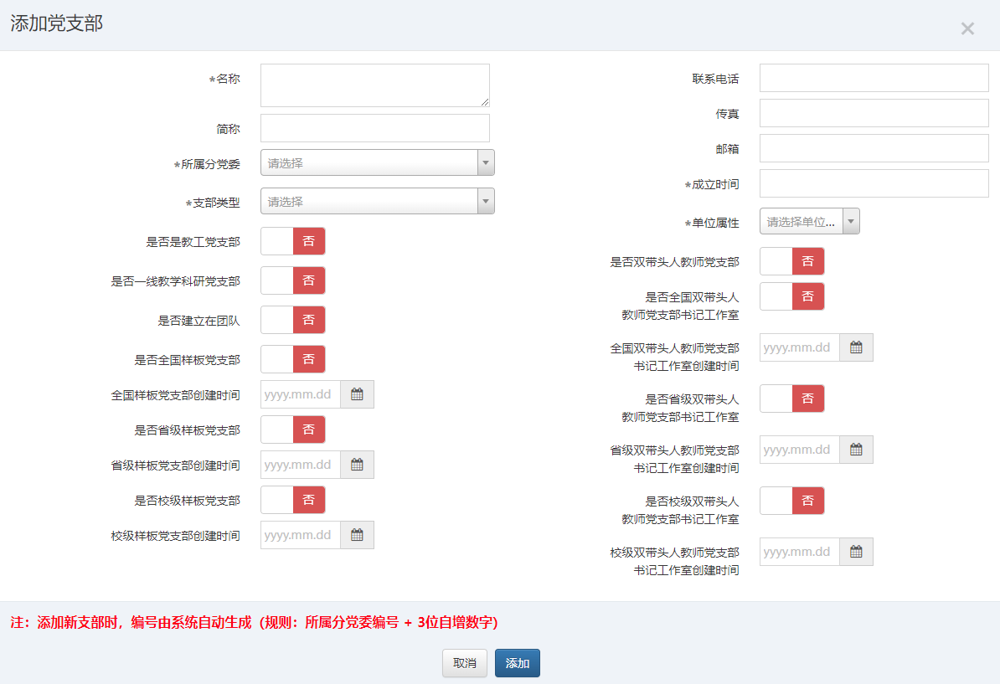 添加党支部
×
*名称
简称
*所属分党委
请选择
*支部类型
请选择
是否是教工党支部
否
是否一线教学科研党支部
否
是否建立在团队
否
是否全国样板党支部
否
全国样板党支部创建时间
yyyy.mm.dd
是否省级样板党支部
否
省级样板党支部创建时间
yyyy.mm.dd
是否校级样板党支部
否
校级样板党支部创建时间
yyyy.mm.dd
联系电话
传真
邮箱
*成立时间
*单位属性
请选择单位...
是否双带头人教师党支部
否
是否全国双带头人
教师党支部书记工作室
否
全国双带头人教师党支部
书记工作室创建时间
yyyy.mm.dd
是否省级双带头人
教师党支部书记工作室
否
省级双带头人教师党支部
书记工作室创建时间
yyyy.mm.dd
是否校级双带头人
教师党支部书记工作室
否
校级双带头人教师党支部
书记工作室创建时间
yyyy.mm.dd
注：添加新支部时，编号由系统自动生成（规则：所属分党委编号 + 3位自增数字）
取消
添加